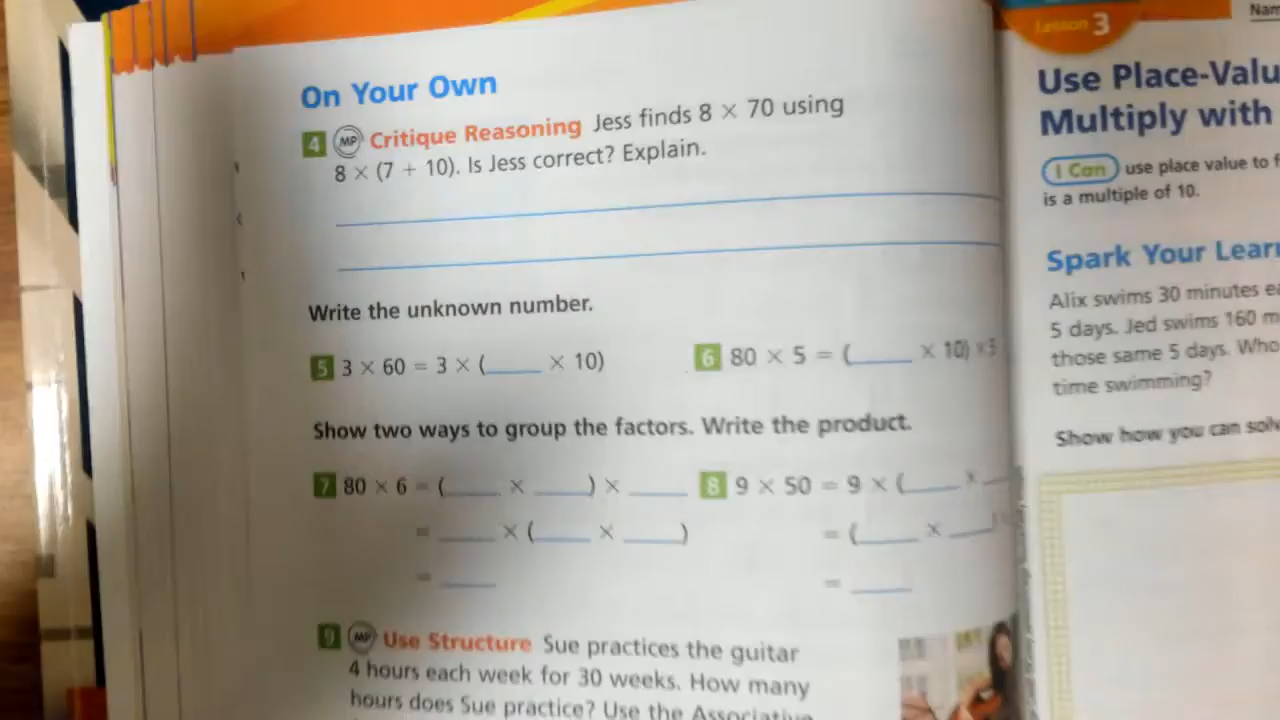 On Your Own
4 MP Critique Reasoning Jess finds 8 × 70 using
8 × (7 + 10). Is Jess correct? Explain.
Write the unknown number.
5 3 × 60 = 3 × (____ × 10)
6 80 × 5 = (____ × 10) × 5
Show two ways to group the factors. Write the product.
7 80 × 6 = (____ × ____) × ____
= ____ × (____ × ____)
= ____
8 9 × 50 = 9 × (____ × ____
= (____ × ____)
= ____
9 MP Use Structure Sue practices the guitar
4 hours each week for 30 weeks. How many
hours does Sue practice? Use the Associative
Lesson 3
Use Place-Valu
Multiply with
I Can use place value to f
is a multiple of 10.
Spark Your Lear
Alix swims 30 minutes ea
5 days. Jed swims 160 m
those same 5 days. Who
time swimming?
Show how you can solv